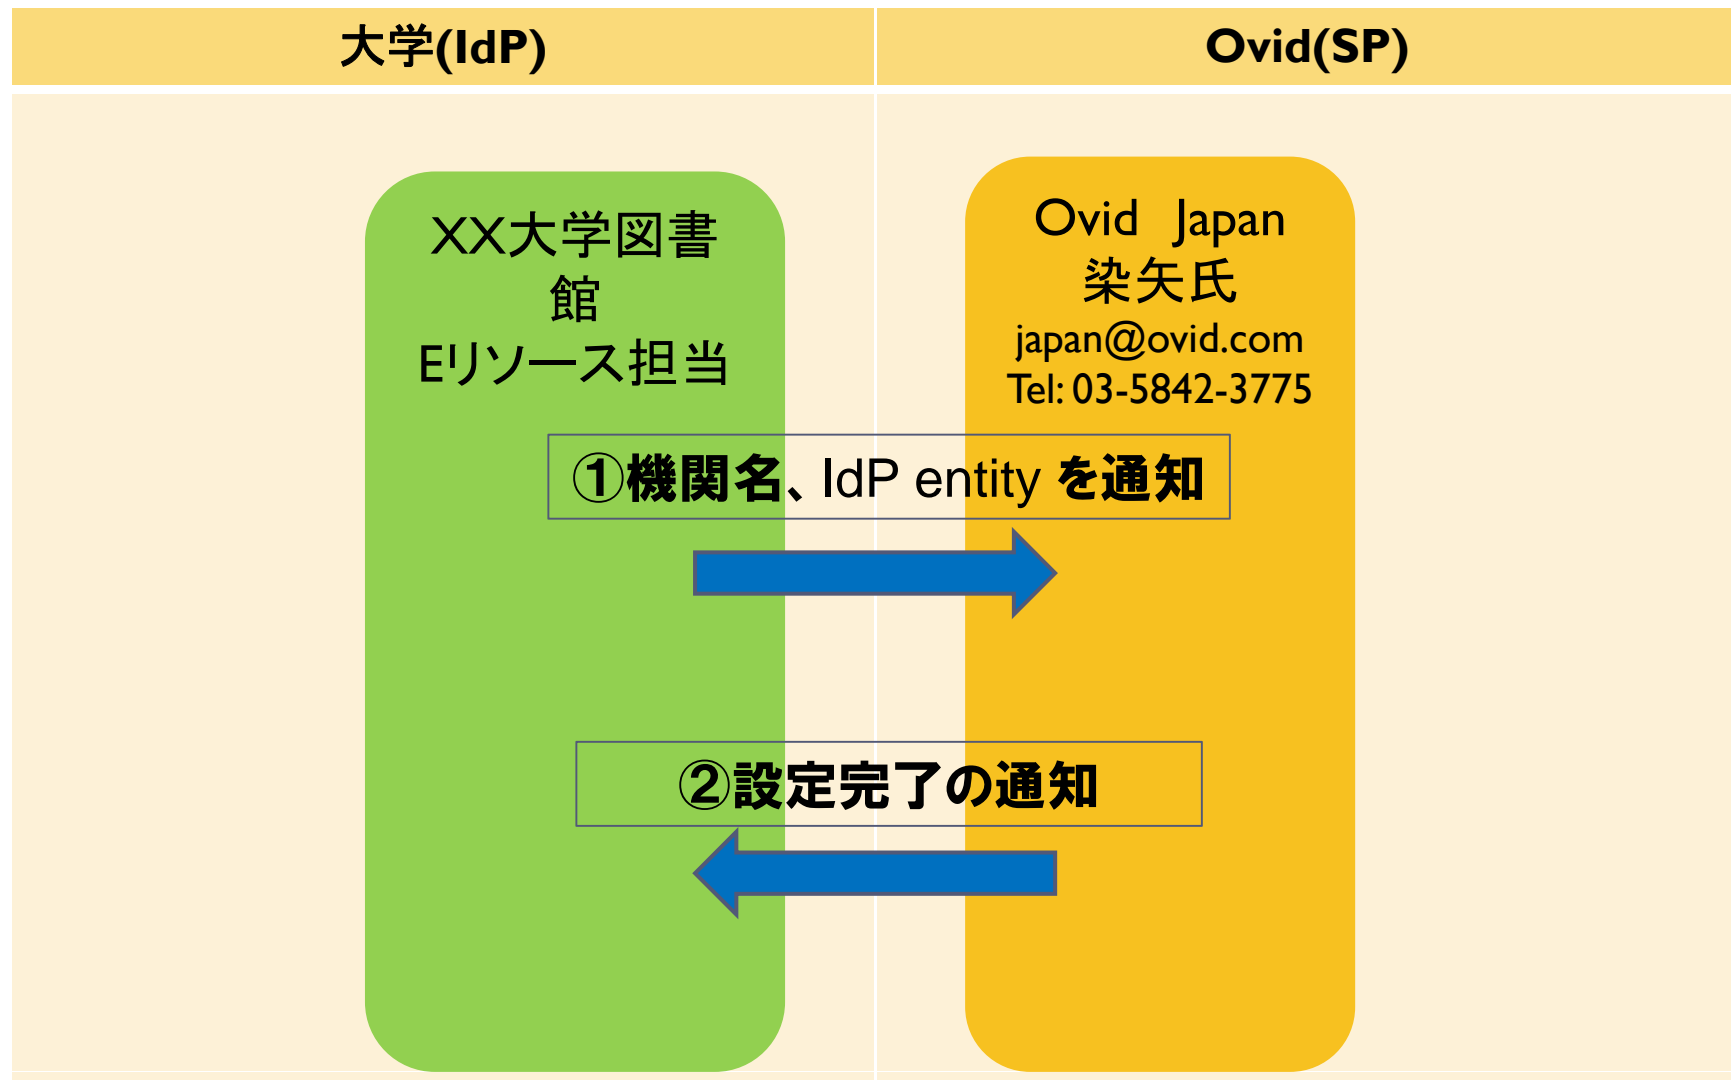 大学(IdP)
Ovid(SP)
XX大学図書
館
Eリソース担当
Ovid Japan
染矢氏
japan@ovid.com
Tel: 03-5842-3775
①機関名、IdP entity を通知
②設定完了の通知